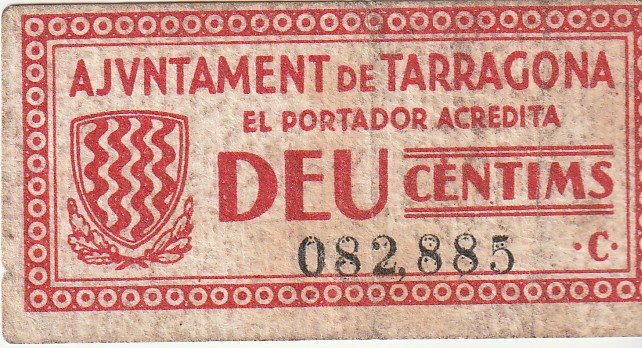 AJVNTAMENT DE TARRAGONA
EL PORTADOR ACREDITA
DEU CÈNTIMS
082,885 ·C·